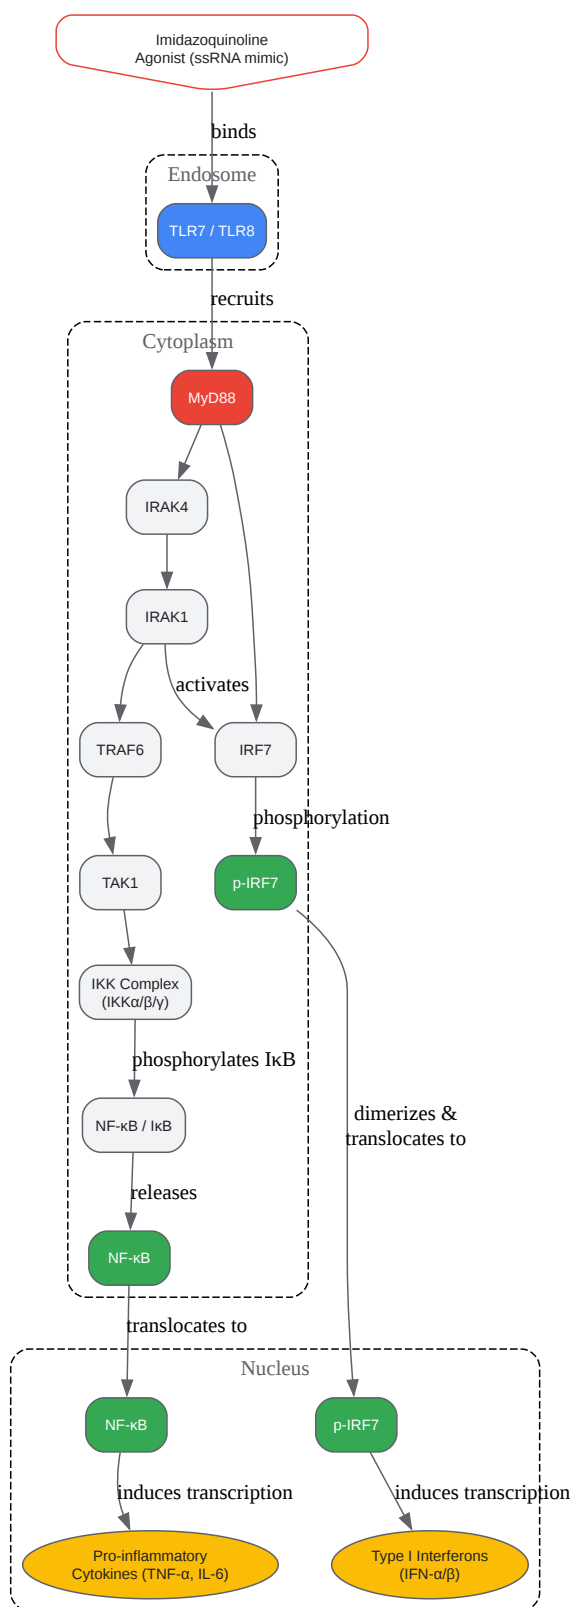 Imidazoquinoline
Agonist (ssRNA mimic)
binds
Endosome
TLR7 / TLR8
recruits
Cytoplasm
MyD88
IRAK4
IRAK1
activates
TRAF6
IRF7
phosphorylation
TAK1
p-IRF7
IKK Complex
(IKKα/β/γ)
phosphorylates IκB
dimerizes &
translocates to
NF-κB / IκB
releases
NF-κB
translocates to
Nucleus
NF-κB
p-IRF7
induces transcription
induces transcription
Pro-inflammatory
Cytokines (TNF-α, IL-6)
Type I Interferons
(IFN-α/β)